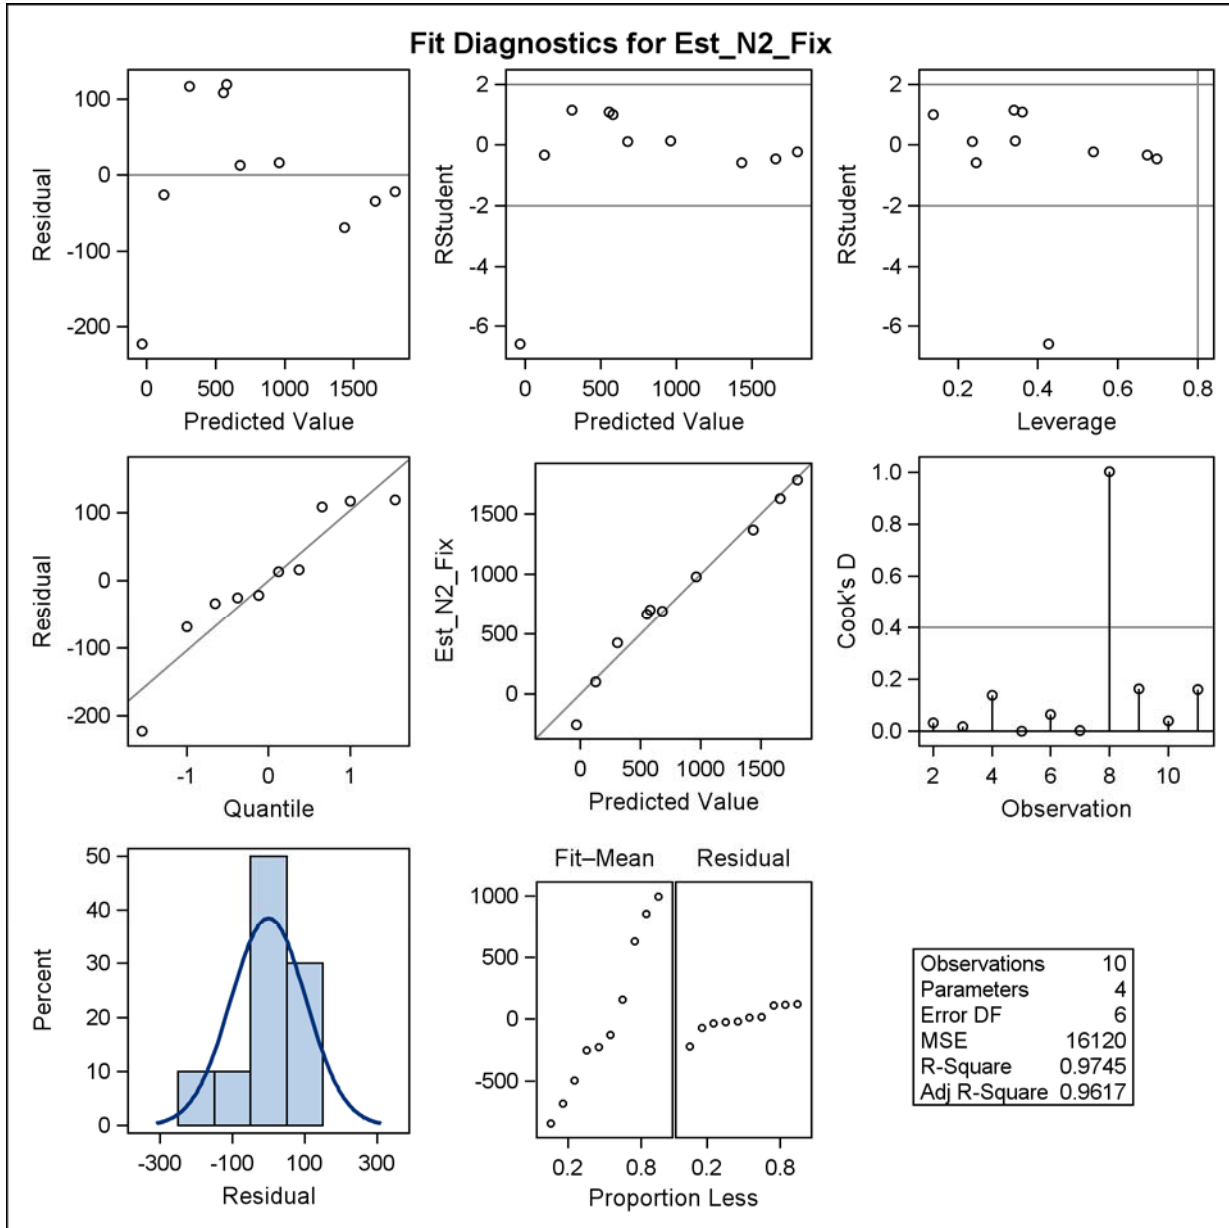 Fit Diagnostics for Est_N2_Fix
100
0
-100
-200
Residual
0 500 1000 1500
Predicted Value
2
0
-2
-4
-6
RStudent
0 500 1000 1500
Predicted Value
2
0
-2
-4
-6
RStudent
0.2 0.4 0.6 0.8
Leverage
100
0
-100
-200
Residual
-1 0 1
Quantile
1500
1000
500
0
Est_N2_Fix
0 500 1000 1500
Predicted Value
1.0
0.8
0.6
0.4
0.2
0.0
Cook's D
2 4 6 8 10
Observation
50
40
30
20
10
0
Percent
-300 -100 100 300
Residual
Fit–Mean Residual
1000
500
0
-500
0.2 0.8 0.2 0.8
Proportion Less
Observations 10
Parameters 4
Error DF 6
MSE 16120
R-Square 0.9745
Adj R-Square 0.9617